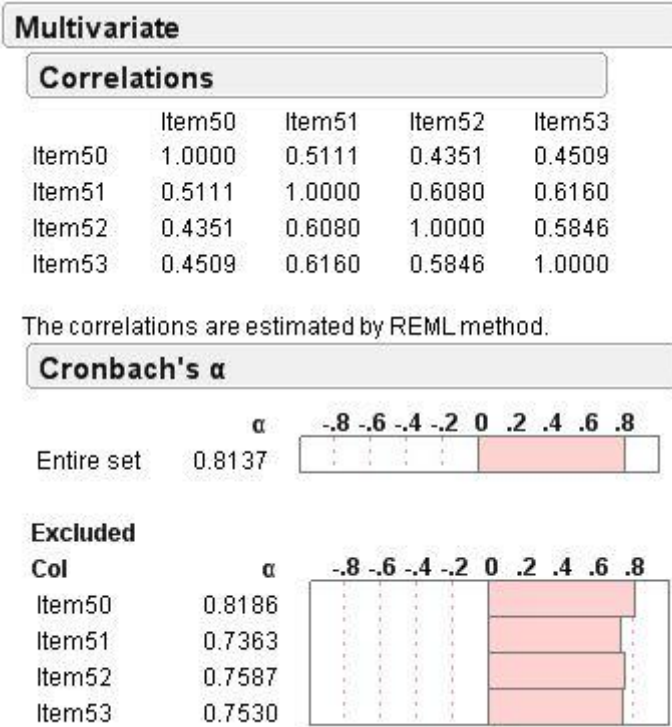 Multivariate
Correlations
Item50 Item51 Item52 Item53
Item50 1.0000 0.5111 0.4351 0.4509
Item51 0.5111 1.0000 0.6080 0.6160
Item52 0.4351 0.6080 1.0000 0.5846
Item53 0.4509 0.6160 0.5846 1.0000
The correlations are estimated by REML method.
Cronbach's α
α -.8 -.6 -.4 -.2 0 .2 .4 .6 .8
Entire set 0.8137
Excluded
Col α -.8 -.6 -.4 -.2 0 .2 .4 .6 .8
Item50 0.8186
Item51 0.7363
Item52 0.7587
Item53 0.7530